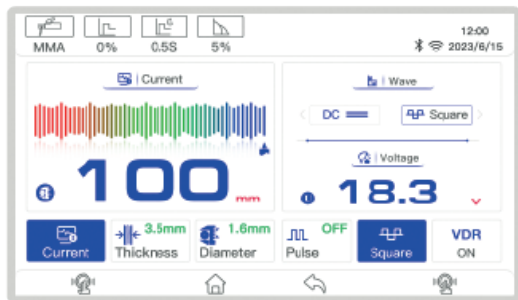 MMA 0% 0.5S 5%
12:00
2023/6/15
Current
Wave
DC Square
Voltage
100 mm
18.3
3.5mm 1.6mm OFF
Current Thickness Diameter Pulse Square VDR ON